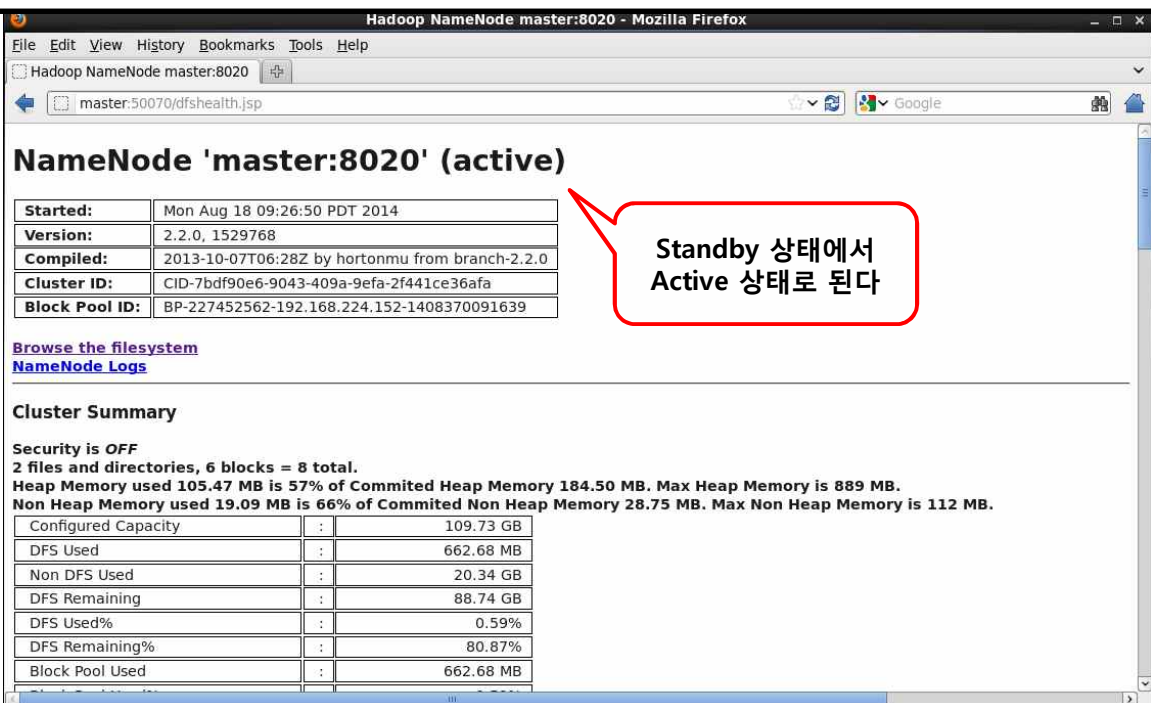 Hadoop NameNode master:8020 - Mozilla Firefox
File Edit View History Bookmarks Tools Help
Hadoop NameNode master:8020
master:50070/dfshealth.jsp
Google
NameNode 'master:8020' (active)
Started: Mon Aug 18 09:26:50 PDT 2014
Version: 2.2.0, 1529768
Compiled: 2013-10-07T06:28Z by hortonmu from branch-2.2.0
Cluster ID: CID-7bdf90e6-9043-409a-9efa-2f441ce36afa
Block Pool ID: BP-227452562-192.168.224.152-1408370091639
Standby 상태에서
Active 상태로 된다
Browse the filesystem
NameNode Logs
Cluster Summary
Security is OFF
2 files and directories, 6 blocks = 8 total.
Heap Memory used 105.47 MB is 57% of Commited Heap Memory 184.50 MB. Max Heap Memory is 889 MB.
Non Heap Memory used 19.09 MB is 66% of Commited Non Heap Memory 28.75 MB. Max Non Heap Memory is 112 MB.
Configured Capacity : 109.73 GB
DFS Used : 662.68 MB
Non DFS Used : 20.34 GB
DFS Remaining : 88.74 GB
DFS Used% : 0.59%
DFS Remaining% : 80.87%
Block Pool Used : 662.68 MB